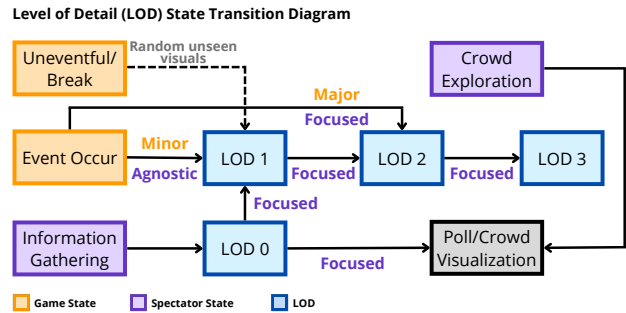 Level of Detail (LOD) State Transition Diagram
Uneventful/
Break
Random unseen
visuals
Crowd
Exploration
Major
Focused
Event Occur
Minor
Agnostic
LOD 1
Focused
LOD 2
Focused
LOD 3
Focused
Information
Gathering
LOD 0
Focused
Poll/Crowd
Visualization
Game State
Spectator State
LOD